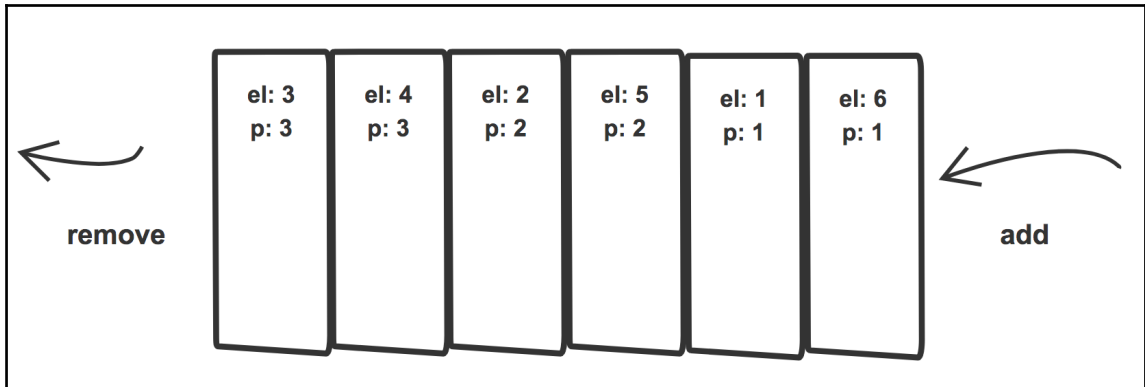 el: 3
p: 3
el: 4
p: 3
el: 2
p: 2
el: 5
p: 2
el: 1
p: 1
el: 6
p: 1
remove
add